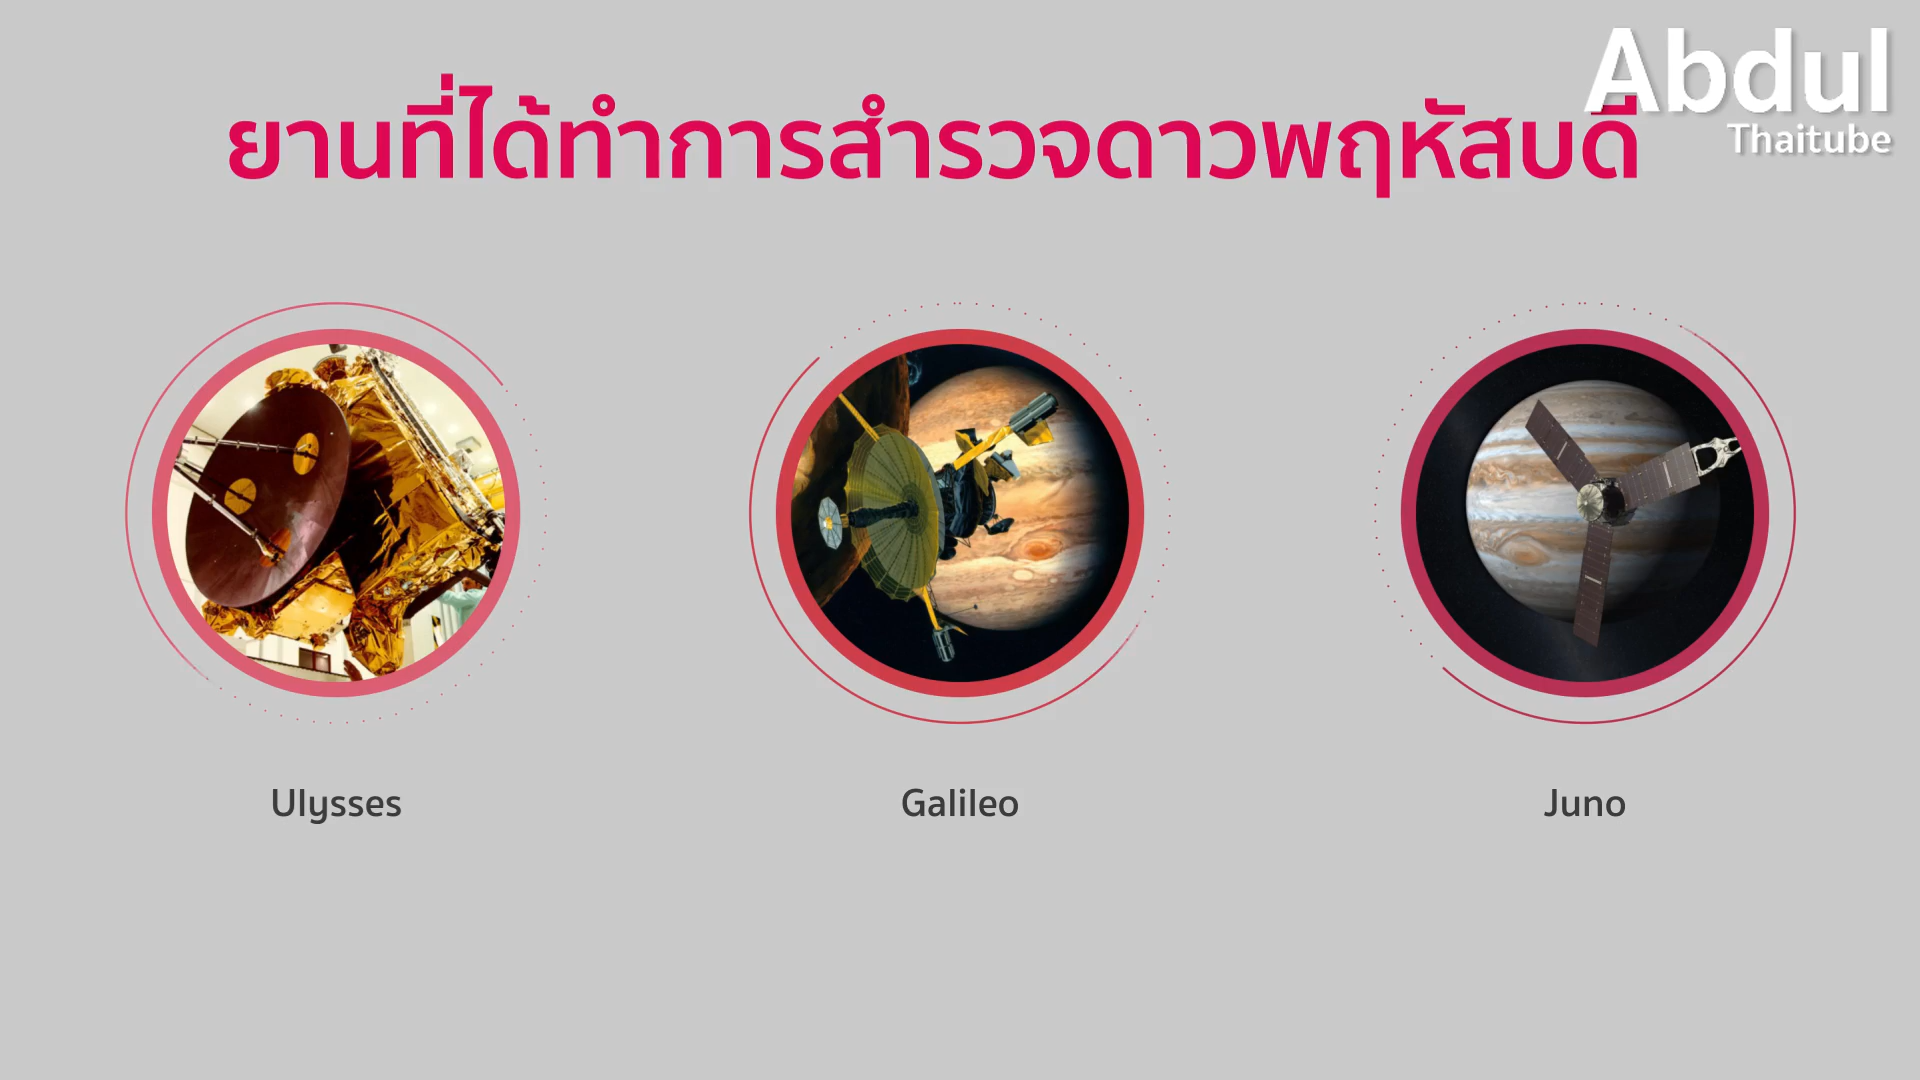 Abdul
Thaitube
ยานที่ได้ทำการสำรวจดาวพฤหัสบดี
Ulysses
Galileo
Juno